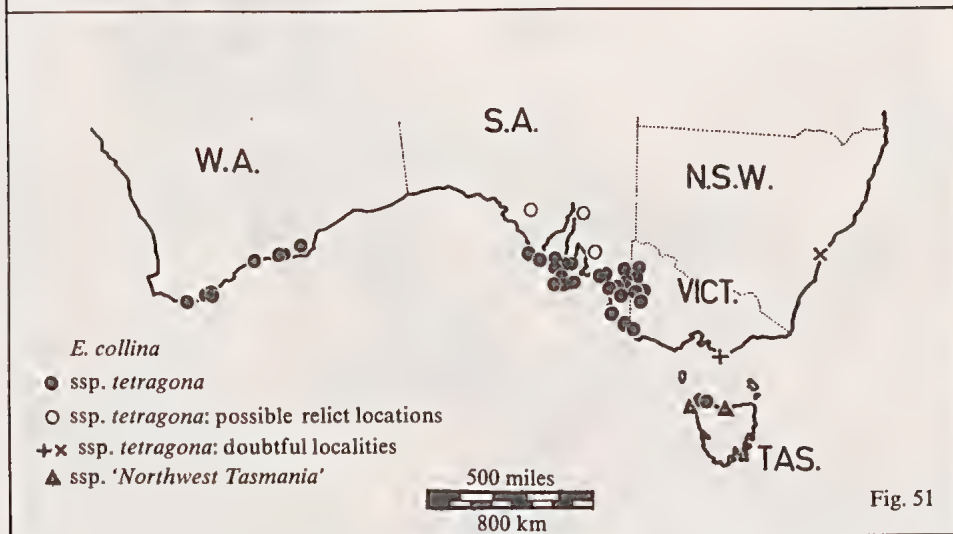 S.A.
W.A.
N.S.W.
VICT.
TAS.
E. collina
ssp. tetragona
ssp. tetragona: possible relict locations
ssp. tetragona: doubtful localities
ssp. 'Northwest Tasmania'
500 miles
800 km
Fig. 51